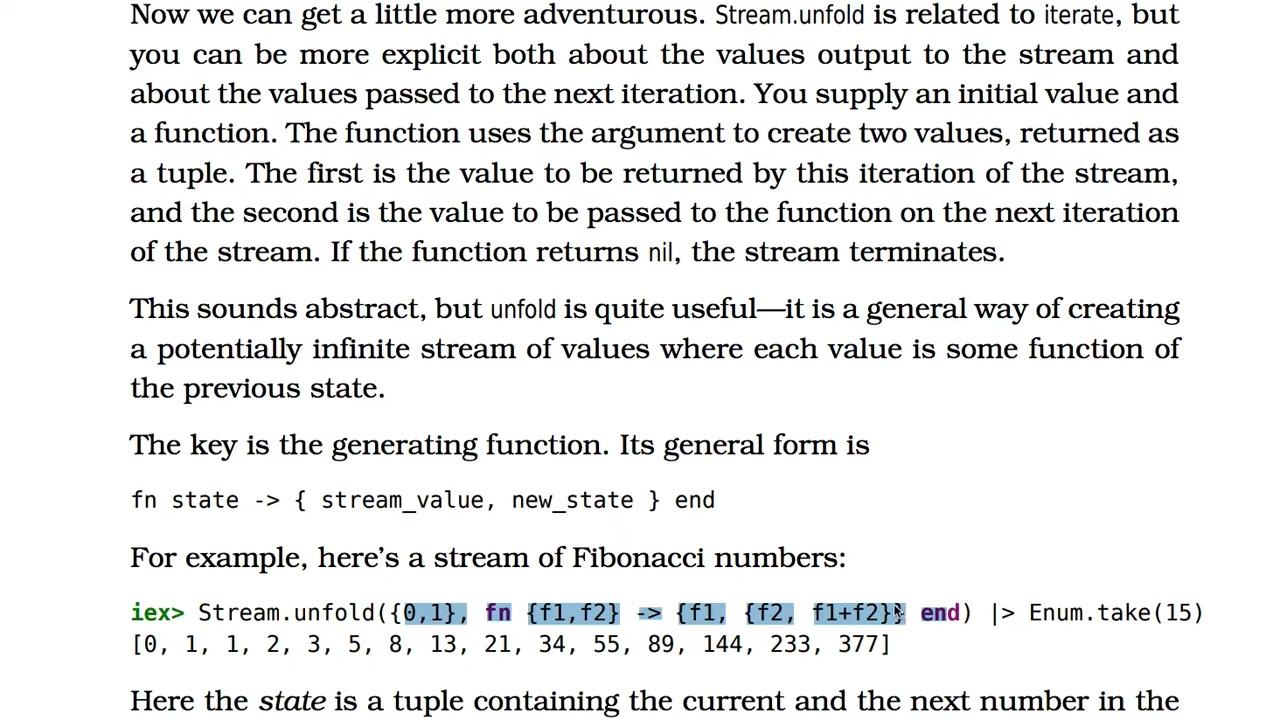 Now we can get a little more adventurous. Stream.unfold is related to iterate, but
you can be more explicit both about the values output to the stream and
about the values passed to the next iteration. You supply an initial value and
a function. The function uses the argument to create two values, returned as
a tuple. The first is the value to be returned by this iteration of the stream,
and the second is the value to be passed to the function on the next iteration
of the stream. If the function returns nil, the stream terminates.
This sounds abstract, but unfold is quite useful—it is a general way of creating
a potentially infinite stream of values where each value is some function of
the previous state.
The key is the generating function. Its general form is
fn state -> { stream_value, new_state } end
For example, here's a stream of Fibonacci numbers:
iex> Stream.unfold({0,1}, fn {f1,f2} -> {f1, {f2, f1+f2}} end) |> Enum.take(15)
[0, 1, 1, 2, 3, 5, 8, 13, 21, 34, 55, 89, 144, 233, 377]
Here the state is a tuple containing the current and the next number in the